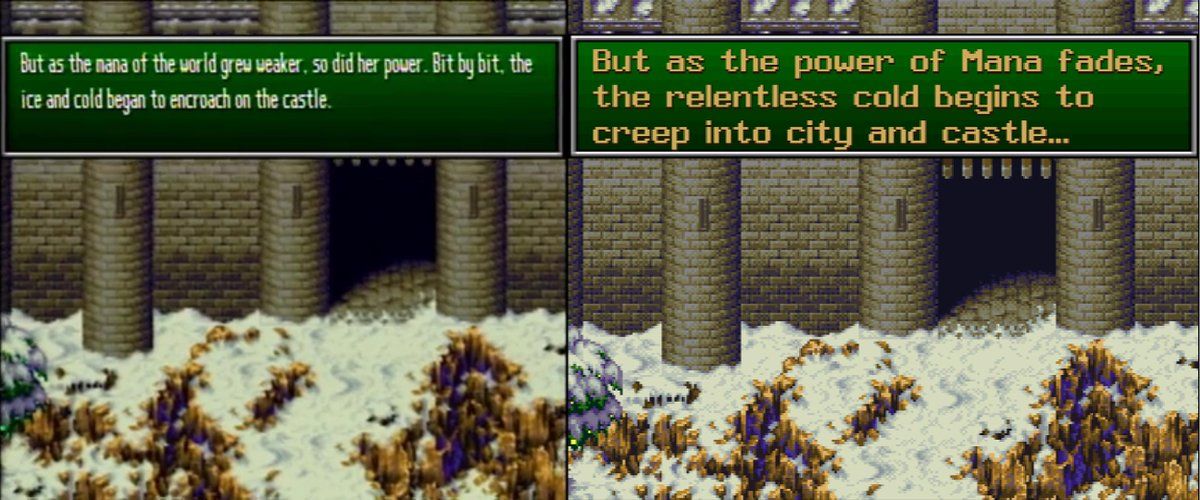 But as the mana of the world grew weaker, so did her power. Bit by bit, the
ice and cold began to encroach on the castle.
But as the power of Mana fades,
the relentless cold begins to
creep into city and castle...